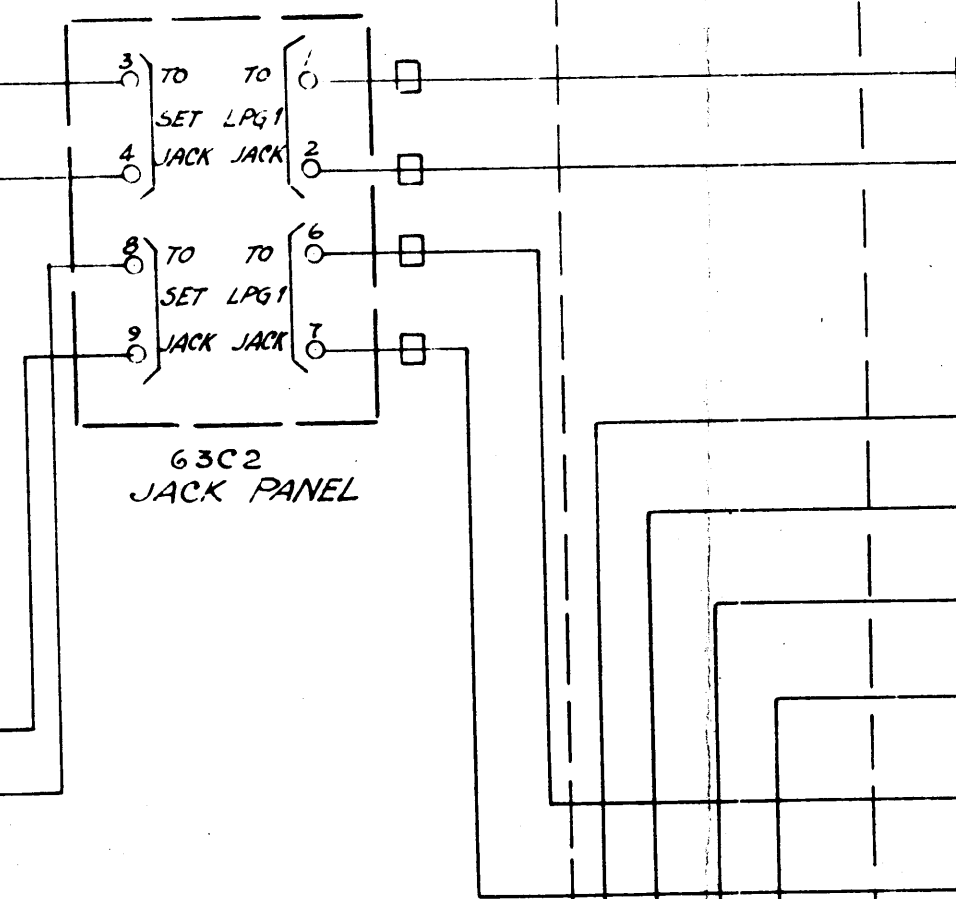 3 TO TO 1
SET LPG1
4 JACK JACK 2
8 TO TO 6
SET LPG1
9 JACK JACK 7
63C2
JACK PANEL